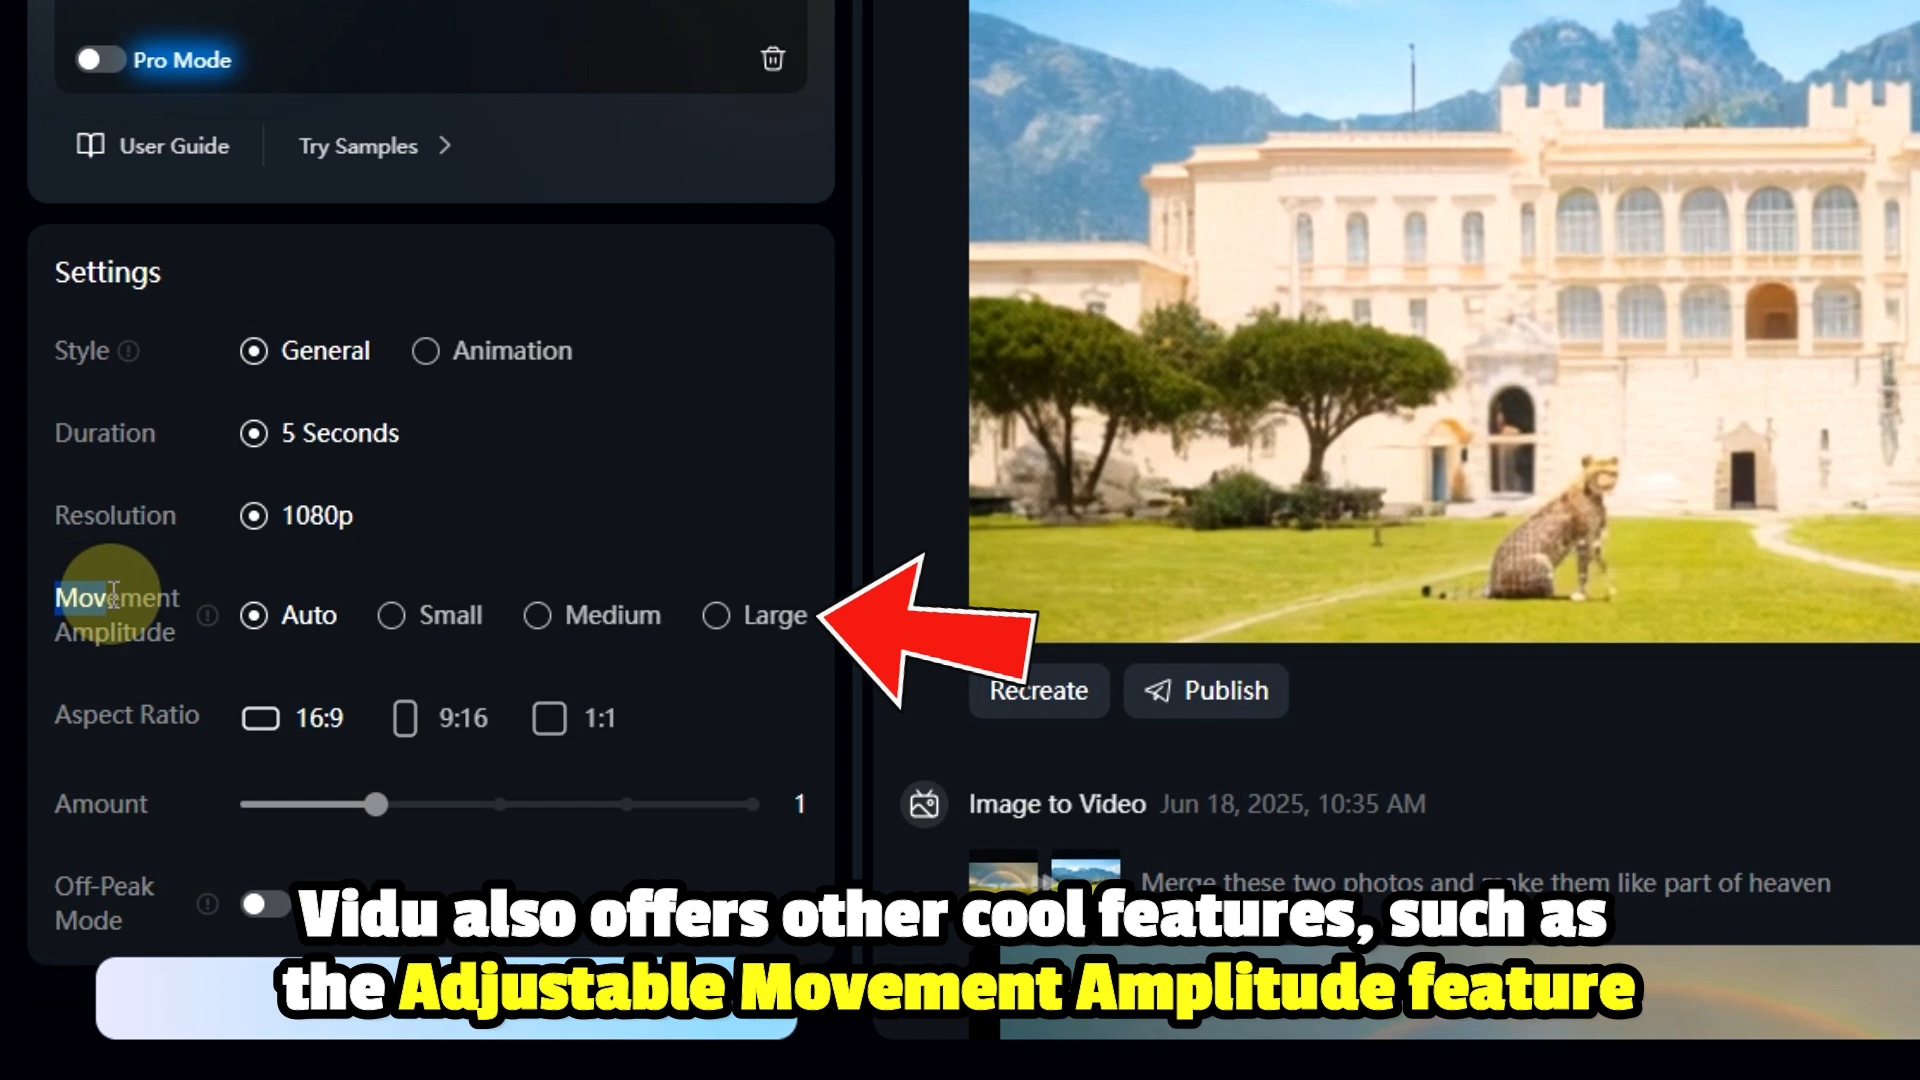 Pro Mode
User Guide
Try Samples
Settings
Style
General
Animation
Duration
5 Seconds
Resolution
1080p
Movement
Amplitude
Auto
Small
Medium
Large
Aspect Ratio
16:9
9:16
1:1
Amount
1
Off-Peak
Mode
Recreate
Publish
Image to Video Jun 18, 2025, 10:35 AM
Merge these two photos and make them like part of heaven
Vidu also offers other cool features, such as
the Adjustable Movement Amplitude feature